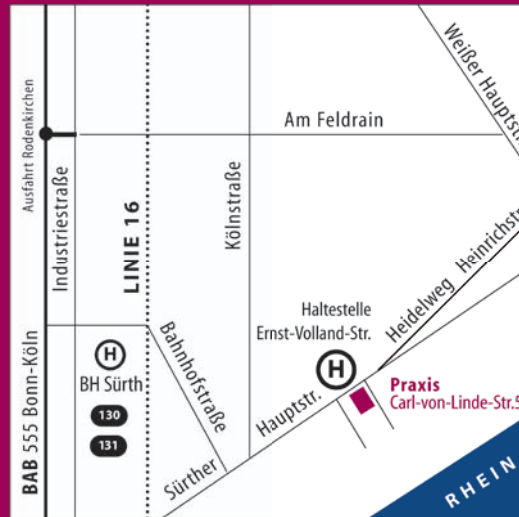 Weißer Hauptstr.
Am Feldrain
Ausfahrt Rodenkirchen
Industriestraße
LINIE 16
Kölnstraße
Heidelweg Heinrichstr
Haltestelle
Ernst-Volland-Str.
H
H
BH Sürth
130
131
Bahnhofstraße
BAB 555 Bonn-Köln
Sürther Hauptstr.
Praxis
Carl-von-Linde-Str.5
RHEIN